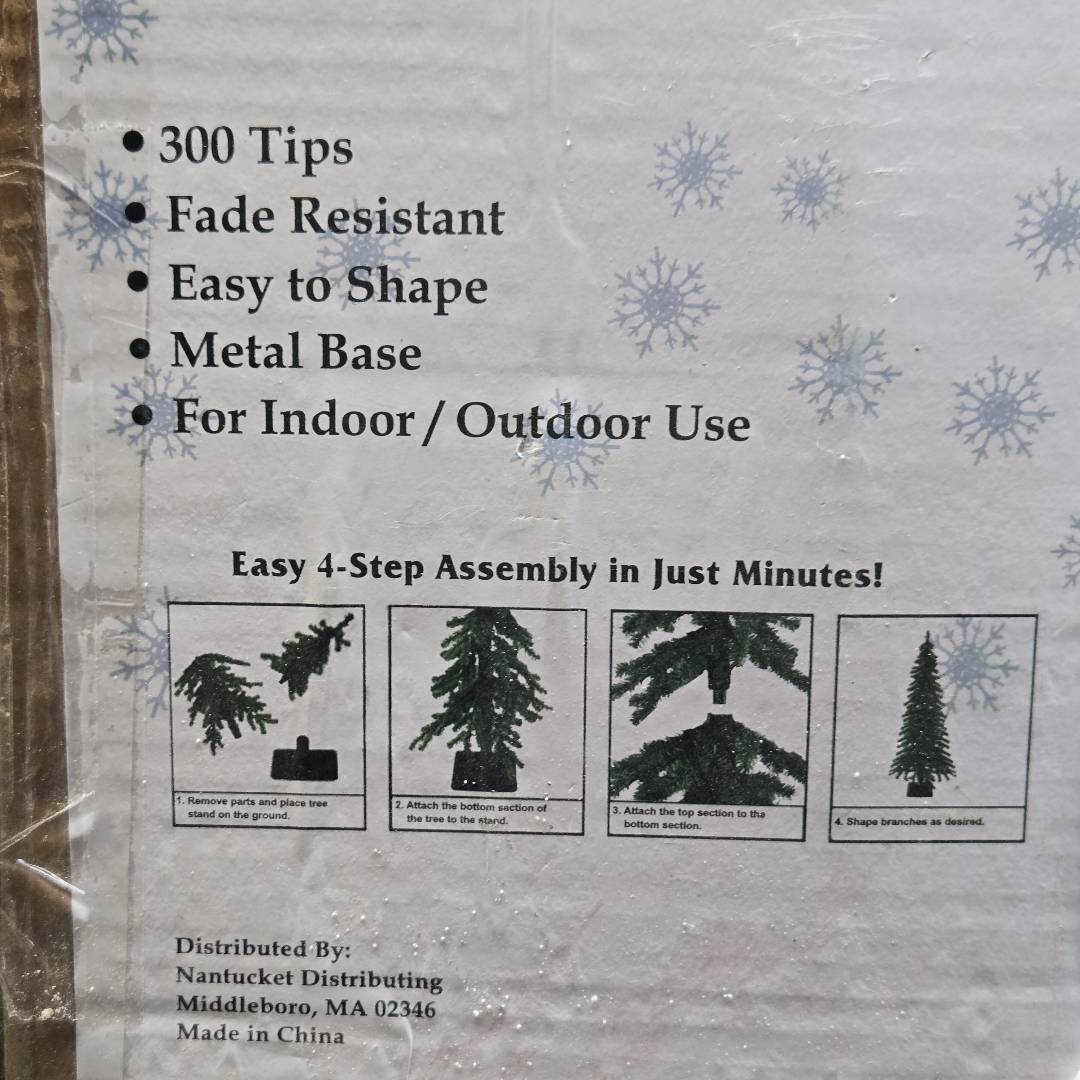 • 300 Tips
• Fade Resistant
• Easy to Shape
• Metal Base
• For Indoor / Outdoor Use
Easy 4-Step Assembly in Just Minutes!
1. Remove parts and place tree
stand on the ground.
2. Attach the bottom section of
the tree to the stand.
3. Attach the top section to the
bottom section.
4. Shape branches as desired.
Distributed By:
Nantucket Distributing
Middleboro, MA 02346
Made in China